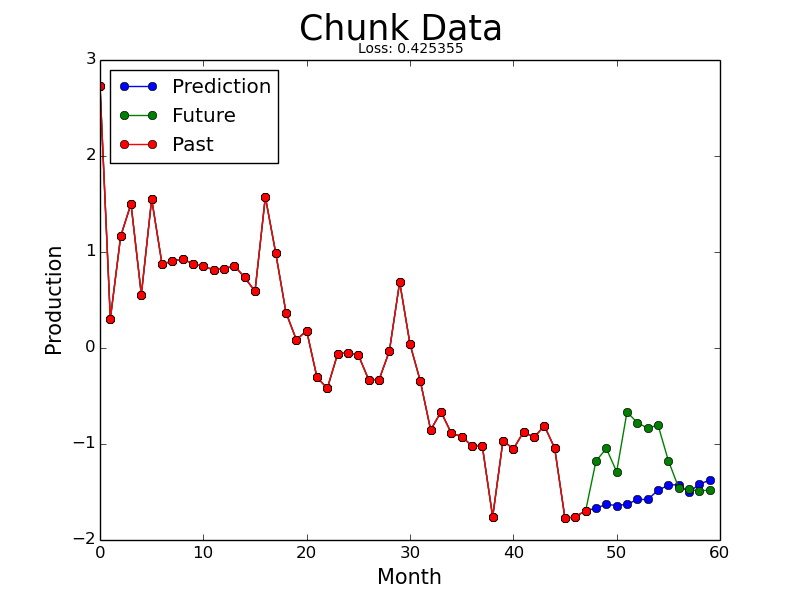 Chunk Data
Loss: 0.425355
Prediction
Future
Past
Production
3
2
1
0
−1
−2
0 10 20 30 40 50 60
Month